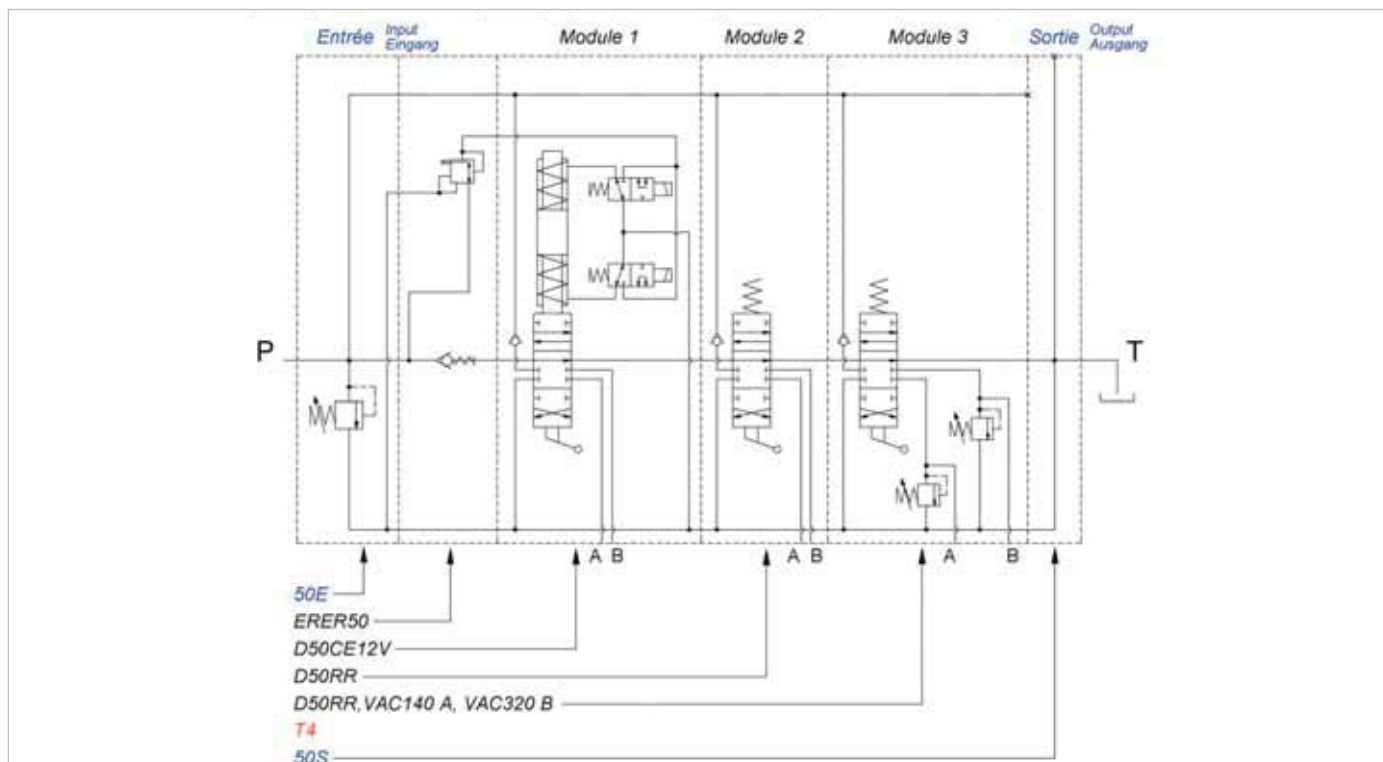 Entrée Input Eingang Module 1 Module 2 Module 3 Sortie Output Ausgang
P T
A B A B A B
50E
ERER50
D50CE12V
D50RR
D50RR,VAC140 A, VAC320 B
T4
50S